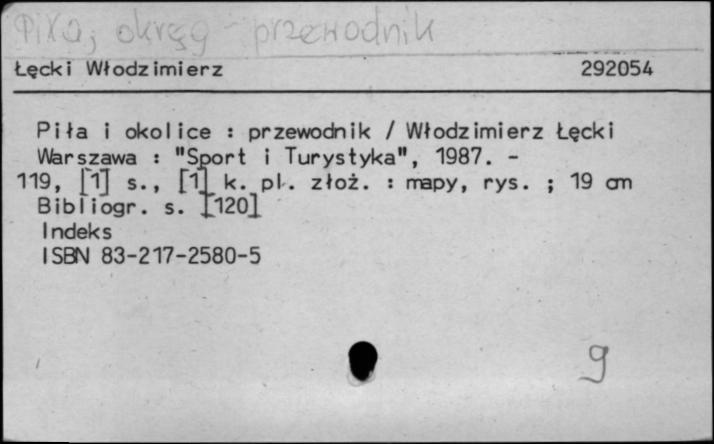 Piła, okręg - przewodnik
Łęcki Włodzimierz 292054
Piła i okolice : przewodnik / Włodzimierz Łęcki
Warszawa : "Sport i Turystyka", 1987. -
119, [1] s., [1] k. pl. złoż. : mapy, rys. ; 19 cm
Bibliogr. s. [120]
Indeks
ISBN 83-217-2580-5
g